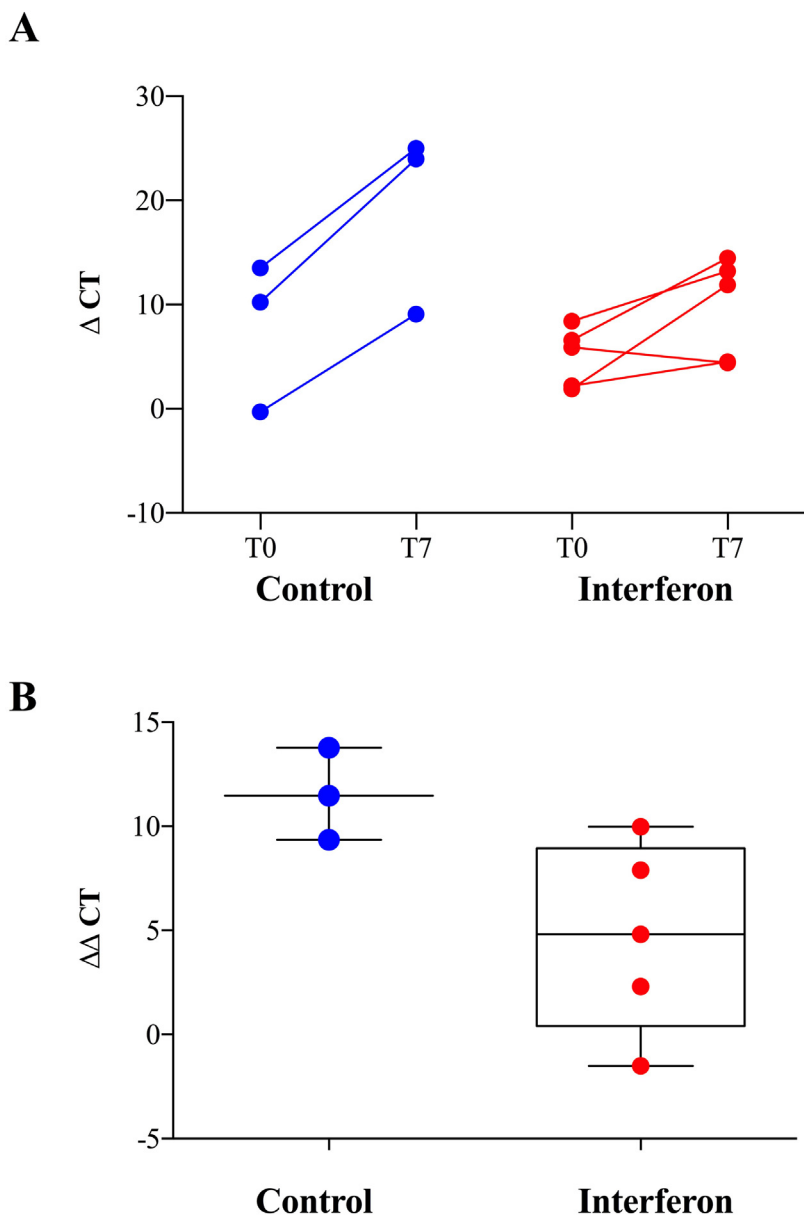 A
30
20
10
0
-10
Δ CT
T0 T7 T0 T7
Control Interferon
B
15
10
5
0
-5
ΔΔ CT
Control Interferon